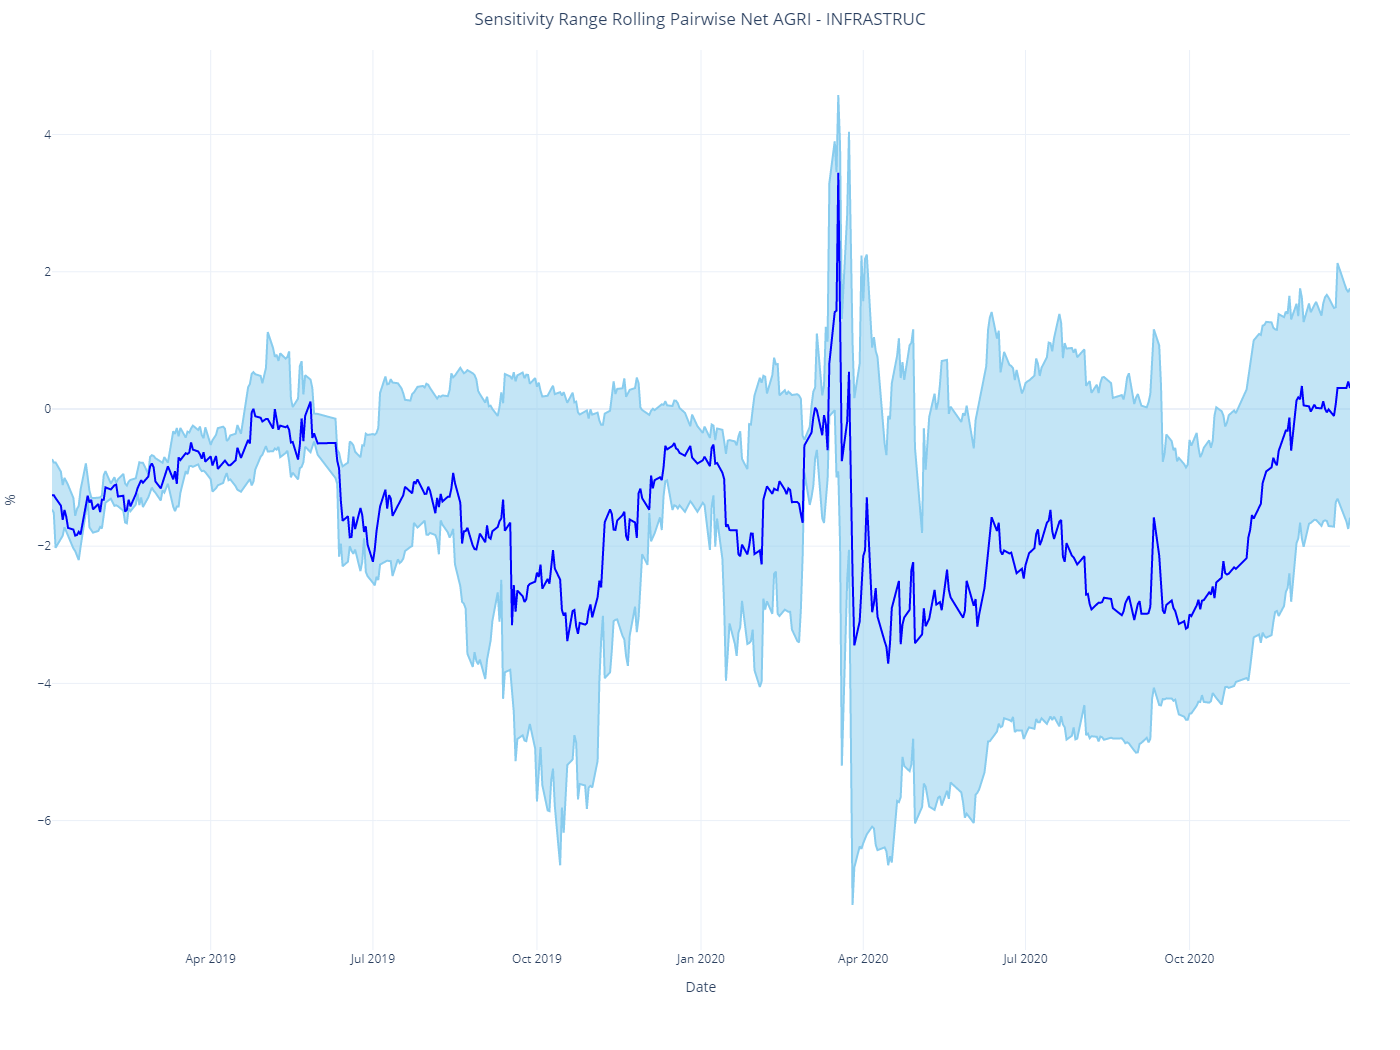 Sensitivity Range Rolling Pairwise Net AGRI - INFRASTRUC
%
4
2
0
−2
−4
−6
Apr 2019
Jul 2019
Oct 2019
Jan 2020
Apr 2020
Jul 2020
Oct 2020
Date